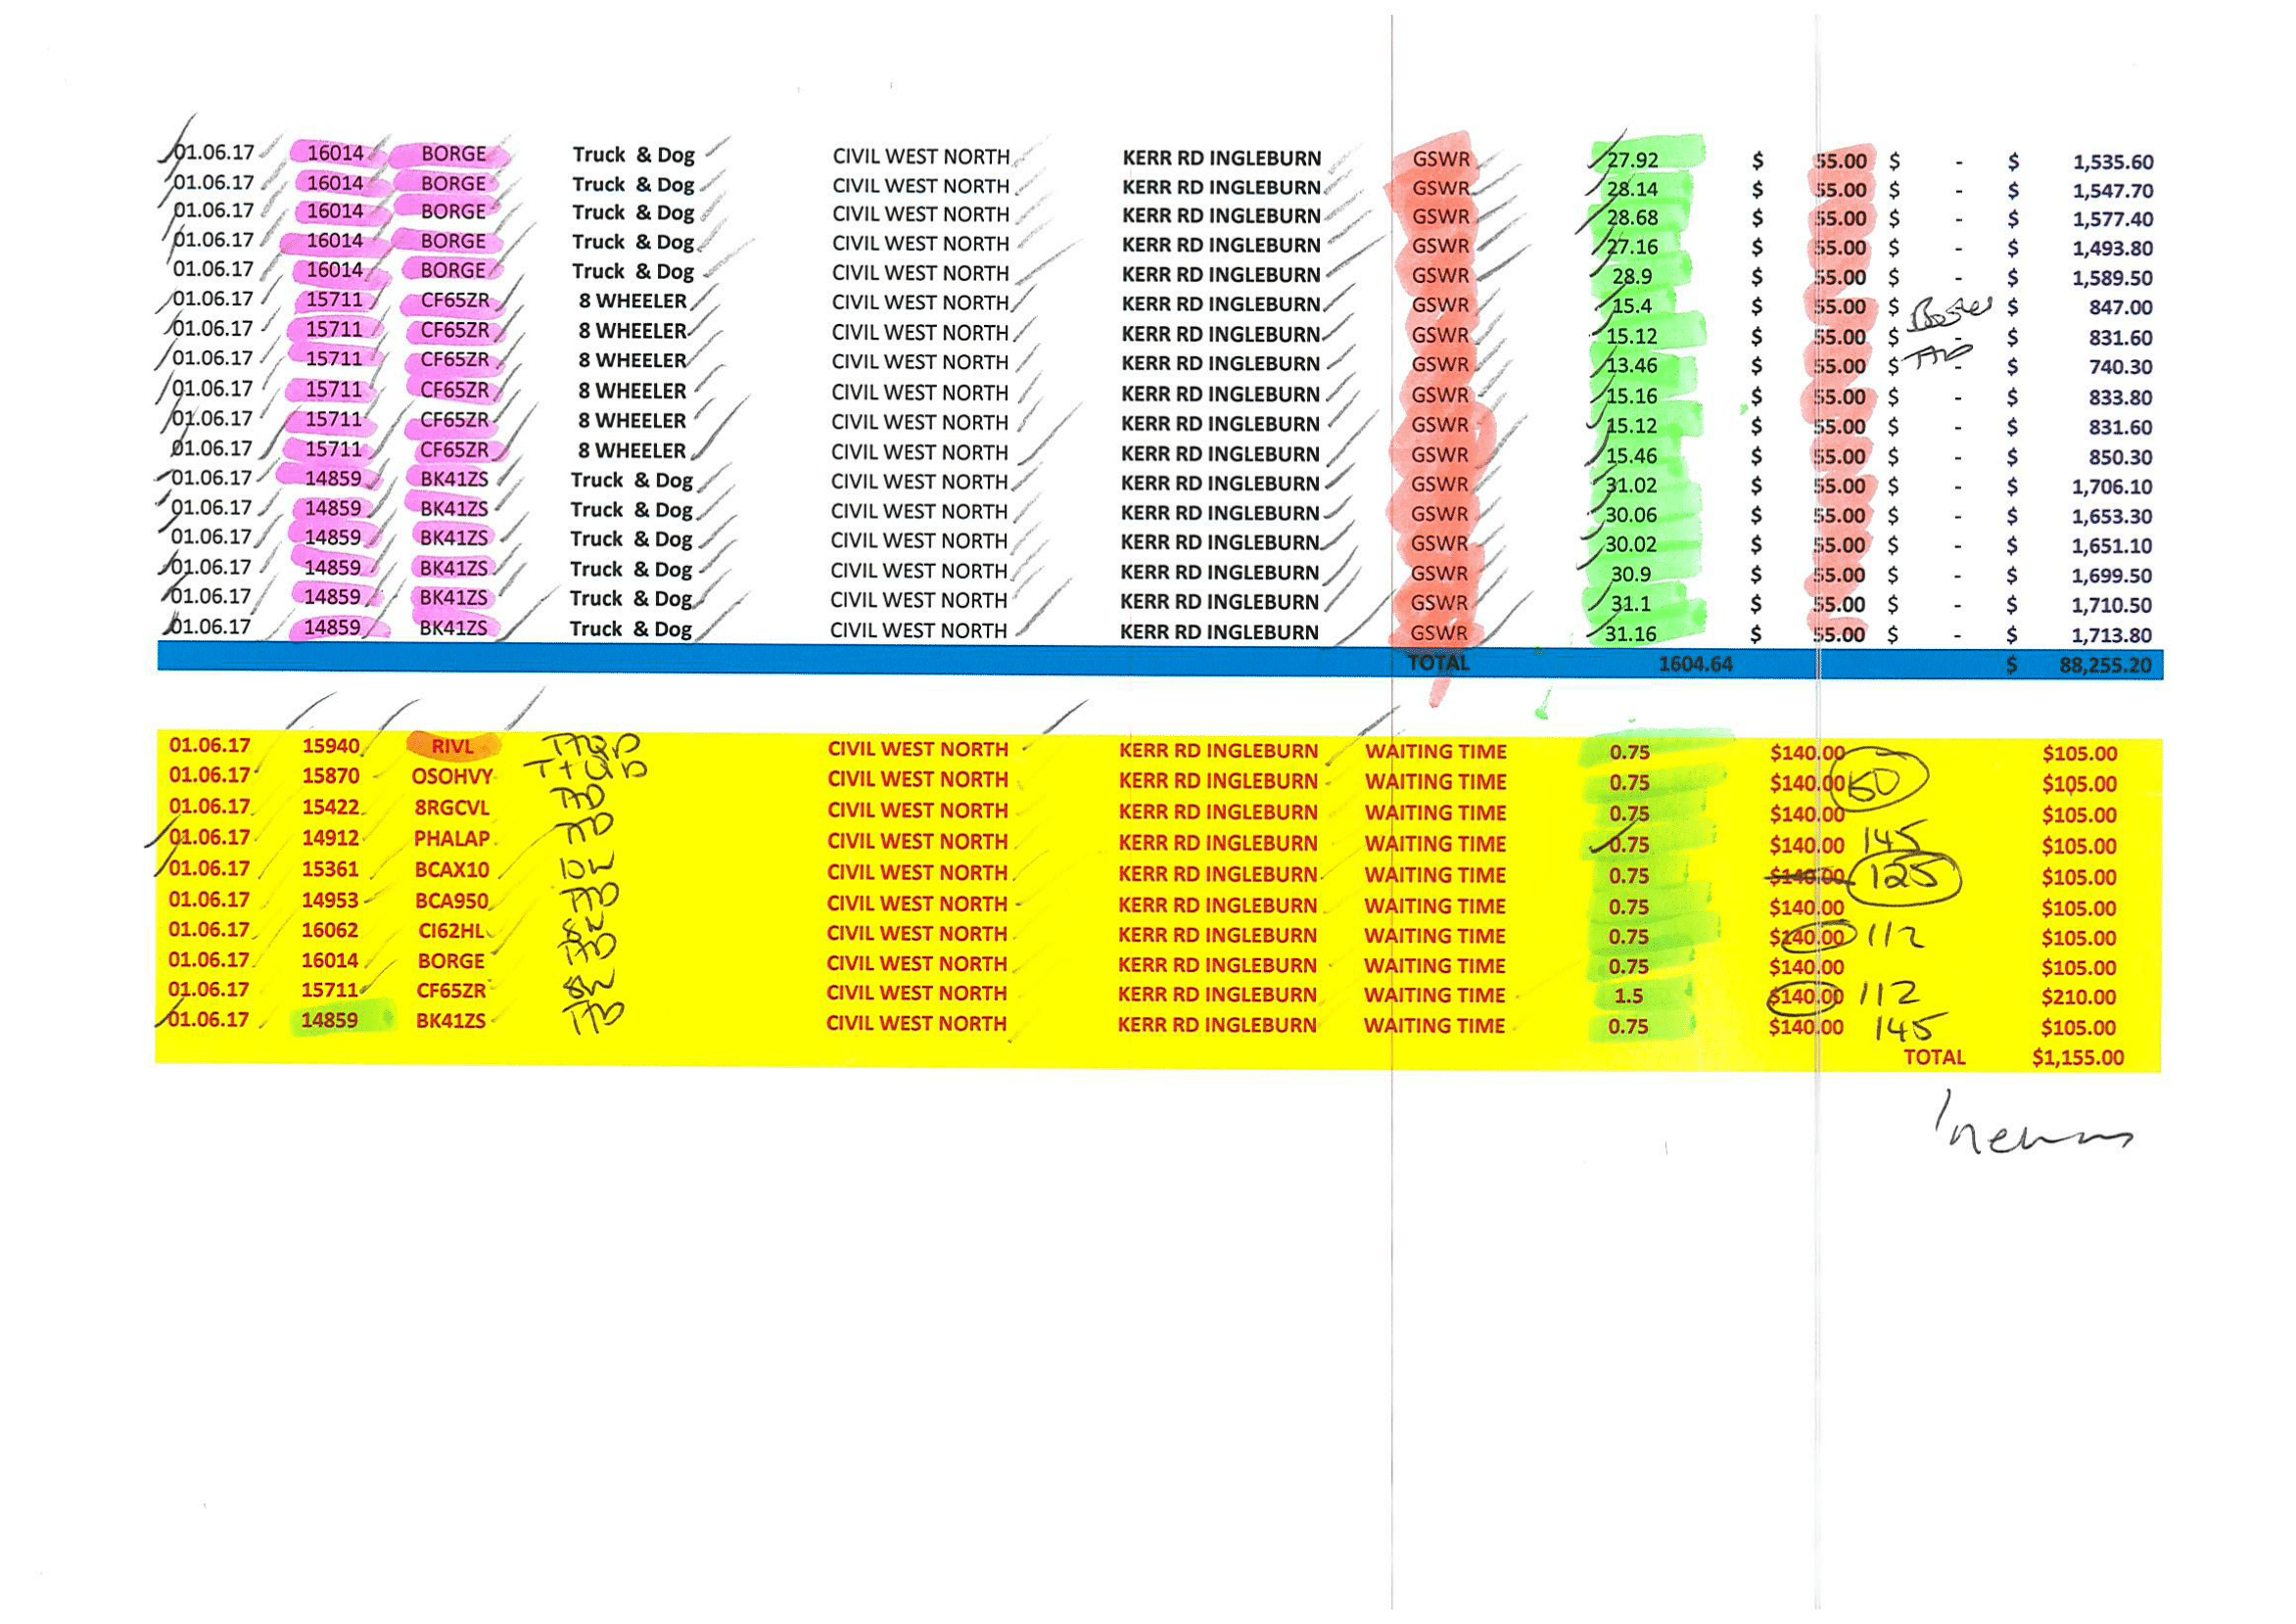 01.06.17 16014 BORGE Truck & Dog CIVIL WEST NORTH KERR RD INGLEBURN GSWR 27.92 $ 55.00 $ - $ 1,535.60
01.06.17 16014 BORGE Truck & Dog CIVIL WEST NORTH KERR RD INGLEBURN GSWR 28.14 $ 55.00 $ - $ 1,547.70
01.06.17 16014 BORGE Truck & Dog CIVIL WEST NORTH KERR RD INGLEBURN GSWR 28.68 $ 55.00 $ - $ 1,577.40
01.06.17 16014 BORGE Truck & Dog CIVIL WEST NORTH KERR RD INGLEBURN GSWR 27.16 $ 55.00 $ - $ 1,493.80
01.06.17 16014 BORGE Truck & Dog CIVIL WEST NORTH KERR RD INGLEBURN GSWR 28.9 $ 55.00 $ - $ 1,589.50
01.06.17 15711 CF65ZR 8 WHEELER CIVIL WEST NORTH KERR RD INGLEBURN GSWR 15.4 $ 55.00 $ $ 847.00
01.06.17 15711 CF65ZR 8 WHEELER CIVIL WEST NORTH KERR RD INGLEBURN GSWR 15.12 $ 55.00 $ - $ 831.60
01.06.17 15711 CF65ZR 8 WHEELER CIVIL WEST NORTH KERR RD INGLEBURN GSWR 13.46 $ 55.00 $ - $ 740.30
01.06.17 15711 CF65ZR 8 WHEELER CIVIL WEST NORTH KERR RD INGLEBURN GSWR 15.16 $ 55.00 $ - $ 833.80
01.06.17 15711 CF65ZR 8 WHEELER CIVIL WEST NORTH KERR RD INGLEBURN GSWR 15.12 $ 55.00 $ - $ 831.60
01.06.17 15711 CF65ZR 8 WHEELER CIVIL WEST NORTH KERR RD INGLEBURN GSWR 15.46 $ 55.00 $ - $ 850.30
01.06.17 14859 BK41ZS Truck & Dog CIVIL WEST NORTH KERR RD INGLEBURN GSWR 31.02 $ 55.00 $ - $ 1,706.10
01.06.17 14859 BK41ZS Truck & Dog CIVIL WEST NORTH KERR RD INGLEBURN GSWR 30.06 $ 55.00 $ - $ 1,653.30
01.06.17 14859 BK41ZS Truck & Dog CIVIL WEST NORTH KERR RD INGLEBURN GSWR 30.02 $ 55.00 $ - $ 1,651.10
01.06.17 14859 BK41ZS Truck & Dog CIVIL WEST NORTH KERR RD INGLEBURN GSWR 30.9 $ 55.00 $ - $ 1,699.50
01.06.17 14859 BK41ZS Truck & Dog CIVIL WEST NORTH KERR RD INGLEBURN GSWR 31.1 $ 55.00 $ - $ 1,710.50
01.06.17 14859 BK41ZS Truck & Dog CIVIL WEST NORTH KERR RD INGLEBURN GSWR 31.16 $ 55.00 $ - $ 1,713.80
TOTAL 1604.64 $ 88,255.20
01.06.17 15940 RIVL CIVIL WEST NORTH KERR RD INGLEBURN WAITING TIME 0.75 $140.00 $105.00
01.06.17 15870 OSOHVY CIVIL WEST NORTH KERR RD INGLEBURN WAITING TIME 0.75 $140.00 $105.00
01.06.17 15422 8RGCVL CIVIL WEST NORTH KERR RD INGLEBURN WAITING TIME 0.75 $140.00 $105.00
01.06.17 14912 PHALAP CIVIL WEST NORTH KERR RD INGLEBURN WAITING TIME 0.75 $140.00 145 $105.00
01.06.17 15361 BCAX10 10W CIVIL WEST NORTH KERR RD INGLEBURN WAITING TIME 0.75 $140.00 125 $105.00
01.06.17 14953 BCA950 CIVIL WEST NORTH KERR RD INGLEBURN WAITING TIME 0.75 $140.00 $105.00
01.06.17 16062 CI62HL 8W CIVIL WEST NORTH KERR RD INGLEBURN WAITING TIME 0.75 $140.00 112 $105.00
01.06.17 16014 BORGE CIVIL WEST NORTH KERR RD INGLEBURN WAITING TIME 0.75 $140.00 $105.00
01.06.17 15711 CF65ZR 8W CIVIL WEST NORTH KERR RD INGLEBURN WAITING TIME 1.5 $140.00 112 $210.00
01.06.17 14859 BK41ZS CIVIL WEST NORTH KERR RD INGLEBURN WAITING TIME 0.75 $140.00 145 $105.00
TOTAL $1,155.00